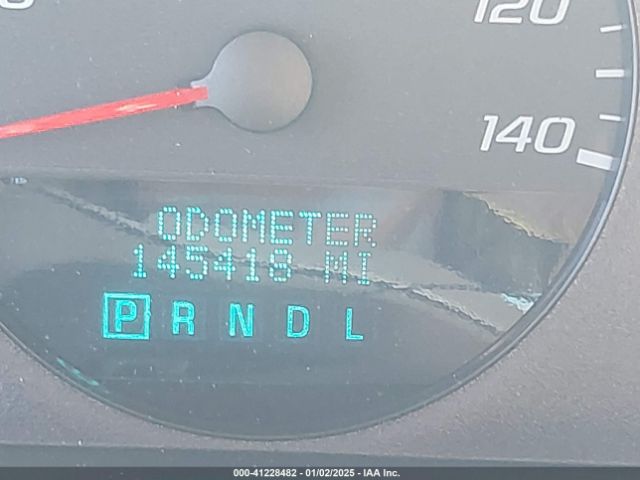 120
140
ODOMETER
145418 MI
P R N D L
000-41228482 - 01/02/2025 - IAA Inc.